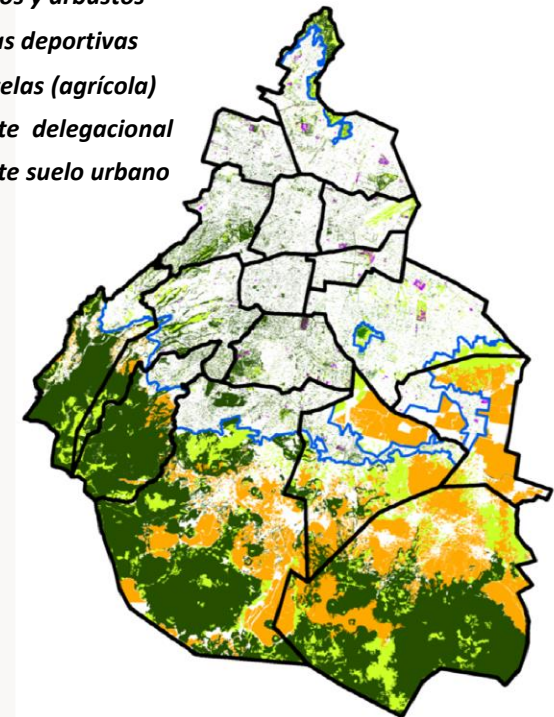 os y arbustos
as deportivas
elas (agrícola)
te delegacional
te suelo urbano